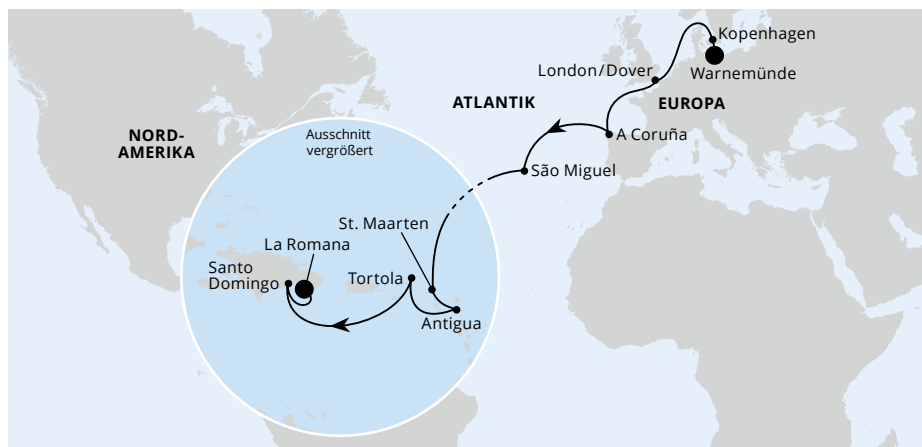 Kopenhagen
Warnemünde
London/Dover
ATLANTIK
EUROPA
NORD-
AMERIKA
Ausschnitt
vergrößert
A Coruña
São Miguel
St. Maarten
La Romana
Santo
Domingo
Tortola
Antigua